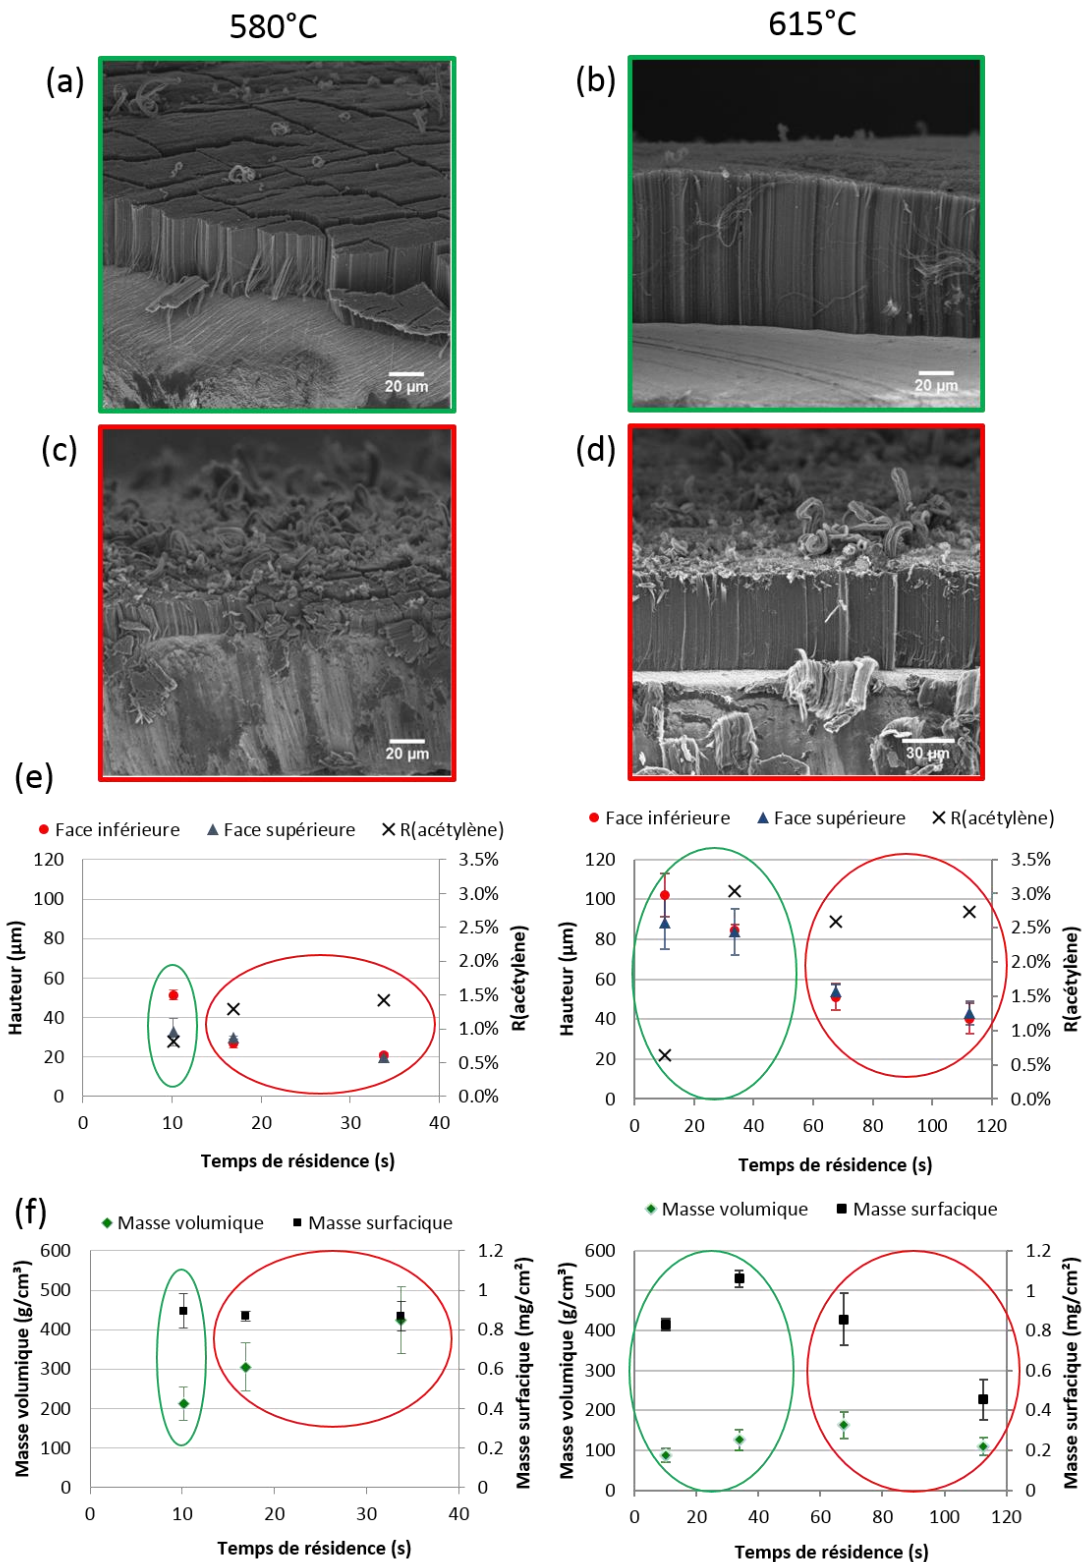 580°C
615°C
(a)
20 µm
(b)
20 µm
(c)
20 µm
(d)
30 µm
(e)
Face inférieure
Face supérieure
R(acétylène)
Hauteur (µm)
120
100
80
60
40
20
0
3.5%
3.0%
2.5%
2.0%
1.5%
1.0%
0.5%
0.0%
R(acétylène)
0 10 20 30 40
Temps de résidence (s)
Face inférieure
Face supérieure
R(acétylène)
Hauteur (µm)
120
100
80
60
40
20
0
3.5%
3.0%
2.5%
2.0%
1.5%
1.0%
0.5%
0.0%
R(acétylène)
0 20 40 60 80 100 120
Temps de résidence (s)
(f)
Masse volumique
Masse surfacique
Masse volumique (g/cm³)
600
500
400
300
200
100
0
1.2
1
0.8
0.6
0.4
0.2
0
Masse surfacique (mg/cm²)
0 10 20 30 40
Temps de résidence (s)
Masse volumique
Masse surfacique
Masse volumique (g/cm³)
600
500
400
300
200
100
0
1.2
1
0.8
0.6
0.4
0.2
0
Masse surfacique (mg/cm²)
0 20 40 60 80 100 120
Temps de résidence (s)